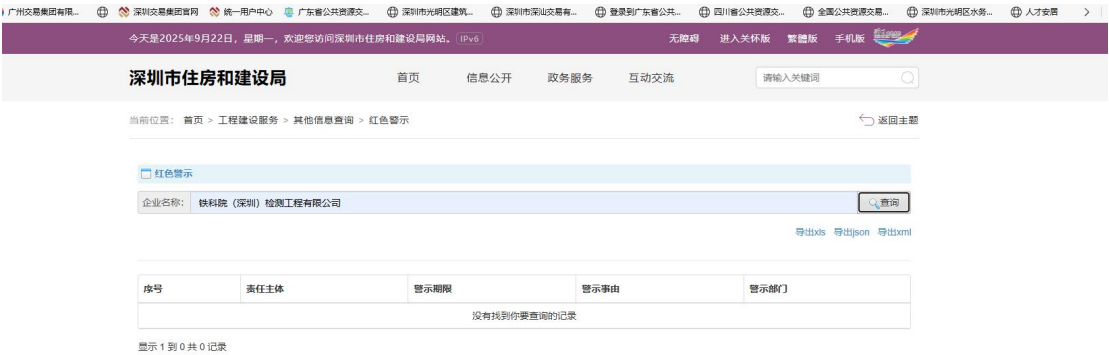 广州交易集团有限... 深圳交易集团官网 统一用户中心 广东省公共资源交... 深圳市光明区建筑... 深圳市深汕交易有... 登录到广东省公共... 四川省公共资源交... 全国公共资源交易... 深圳市光明区水务... 人才安居
今天是2025年9月22日，星期一，欢迎您访问深圳市住房和建设局网站。 IPv6 无障碍 进入关怀版 繁體版 手机版
深圳市住房和建设局 首页 信息公开 政务服务 互动交流 请输入关键词
当前位置： 首页 > 工程建设服务 > 其他信息查询 > 红色警示 返回主题
红色警示
企业名称: 铁科院（深圳）检测工程有限公司 查询
导出xls 导出json 导出xml
序号 责任主体 警示期限 警示事由 警示部门
没有找到你要查询的记录
显示 1 到 0 共 0 记录